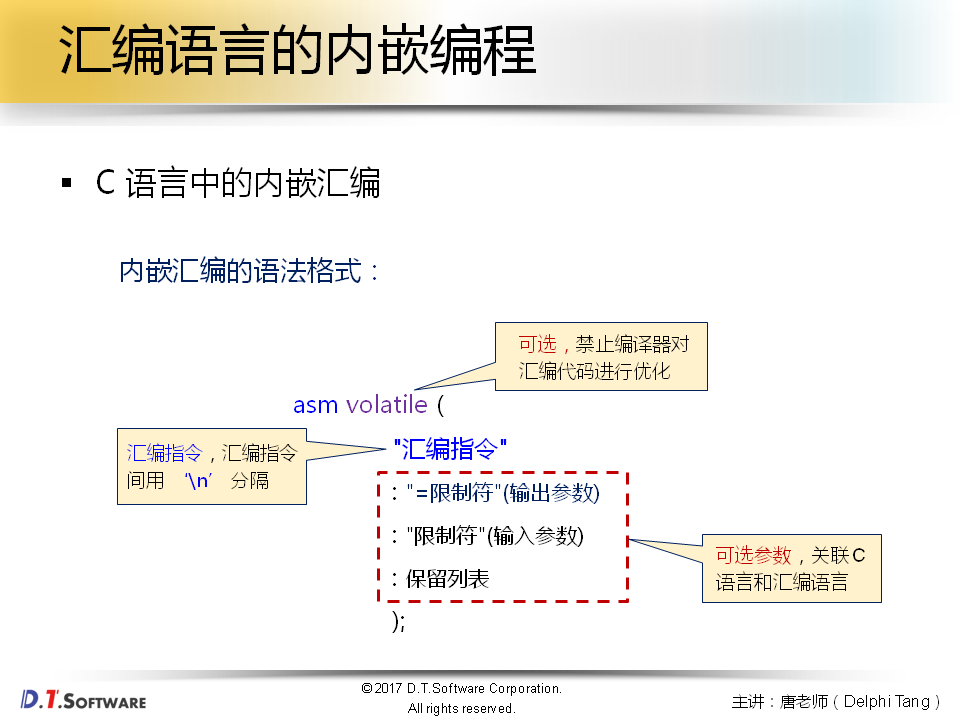 汇编语言的内嵌编程
▪ C 语言中的内嵌汇编
内嵌汇编的语法格式：
可选，禁止编译器对
汇编代码进行优化
asm volatile (
汇编指令，汇编指令
间用 ‘\n’ 分隔
"汇编指令"
: "=限制符"(输出参数)
: "限制符"(输入参数)
: 保留列表
);
可选参数，关联C
语言和汇编语言
D.T.SOFTWARE
©2017 D.T.Software Corporation.
All rights reserved.
主讲：唐老师（Delphi Tang）